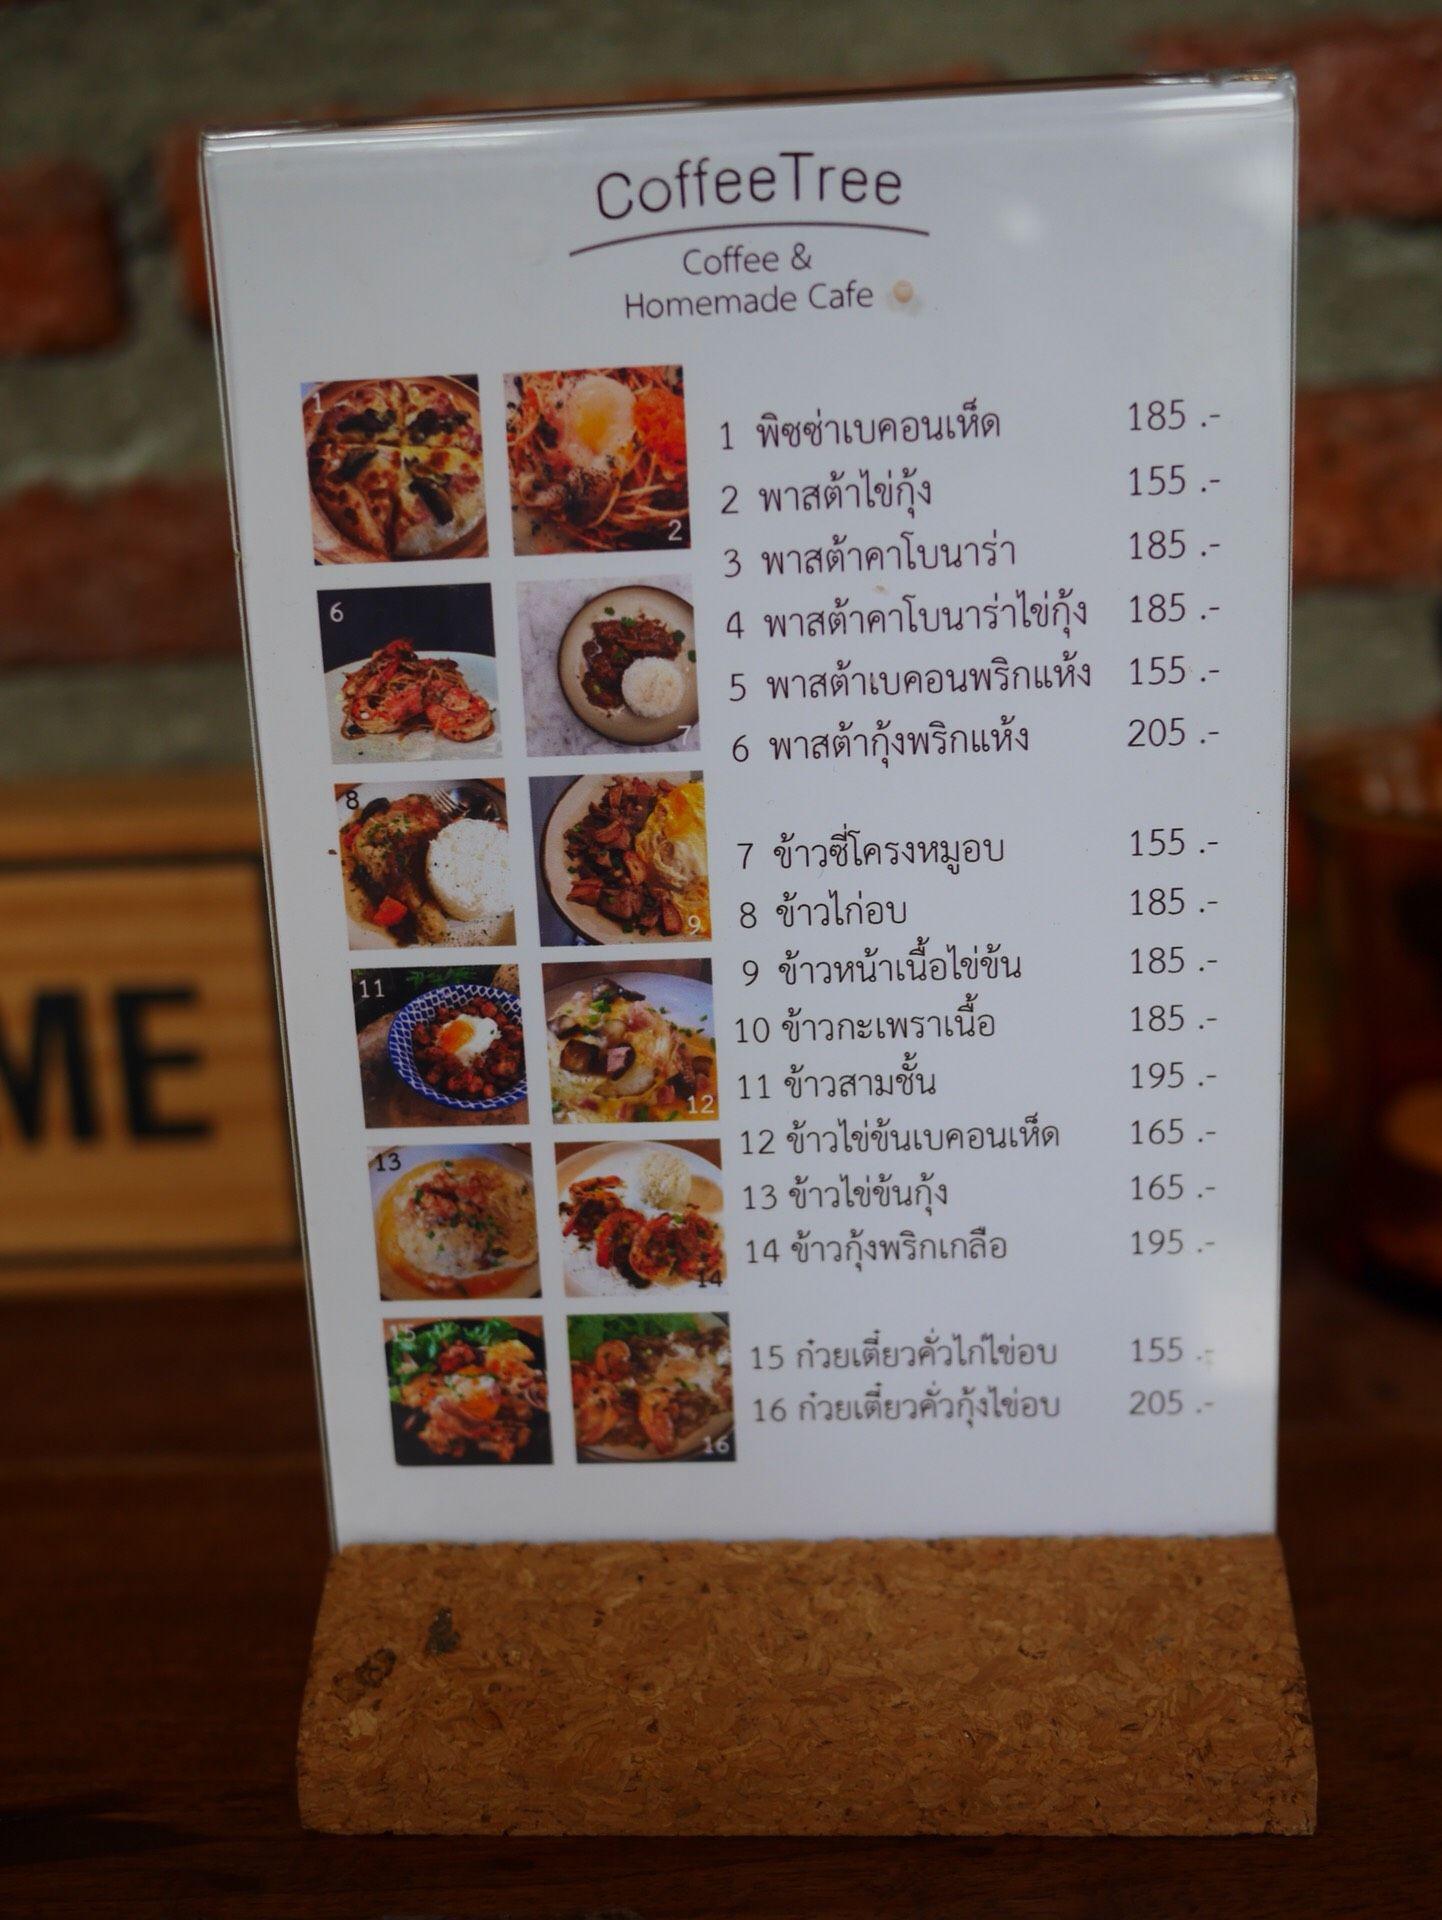 CoffeeTree
Coffee &
Homemade Cafe
1 พิซซ่าเบคอนเห็ด 185 .-
2 พาสต้าไข่กุ้ง 155 .-
3 พาสต้าคาโบนาร่า 185 .-
4 พาสต้าคาโบนาร่าไข่กุ้ง 185 .-
5 พาสต้าเบคอนพริกแห้ง 155 .-
6 พาสต้ากุ้งพริกแห้ง 205 .-
7 ข้าวซี่โครงหมูอบ 155 .-
8 ข้าวไก่อบ 185 .-
9 ข้าวหน้าเนื้อไข่ข้น 185 .-
10 ข้าวกะเพราเนื้อ 185 .-
11 ข้าวสามชั้น 195 .-
12 ข้าวไข่ข้นเบคอนเห็ด 165 .-
13 ข้าวไข่ข้นกุ้ง 165 .-
14 ข้าวกุ้งพริกเกลือ 195 .-
15 ก๋วยเตี๋ยวคั่วไก่ไข่อบ 155 .-
16 ก๋วยเตี๋ยวคั่วกุ้งไข่อบ 205 .-
1
2
6
7
8
9
11
12
13
14
15
16
ME